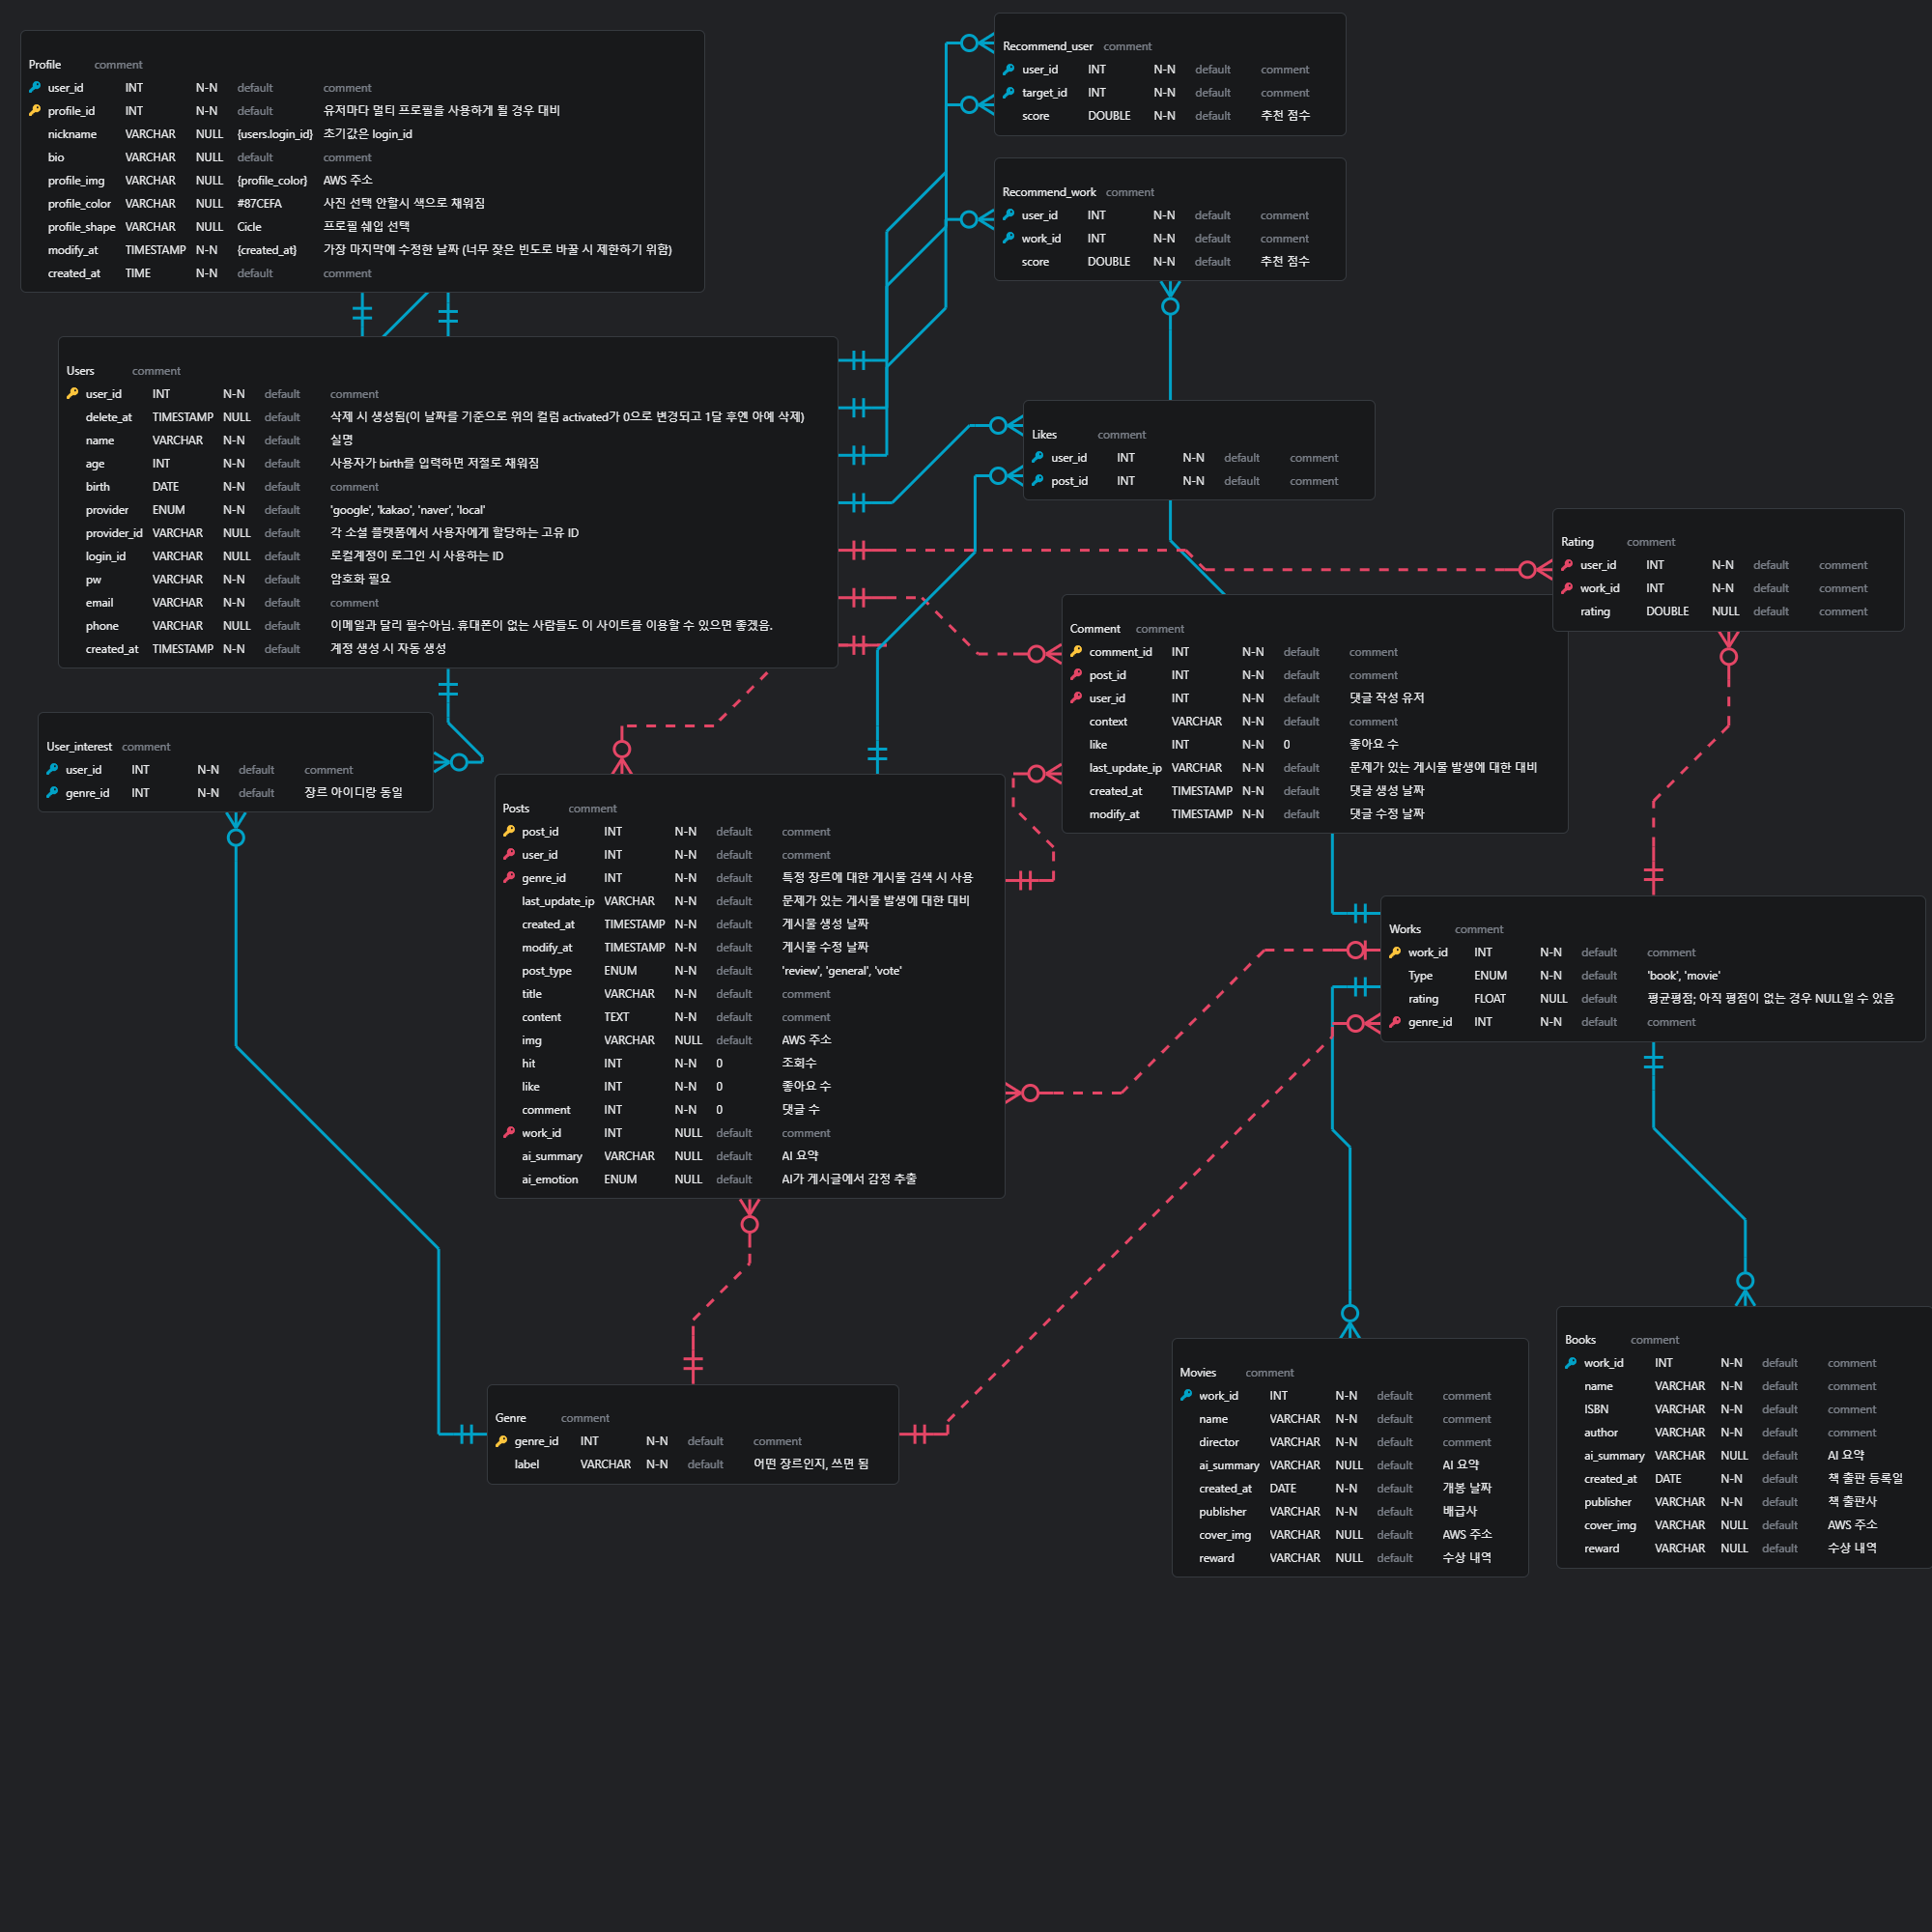 Profile comment
user_id INT N-N default comment
profile_id INT N-N default 유저마다 멀티 프로필을 사용하게 될 경우 대비
nickname VARCHAR NULL {users.login_id} 초기값은 login_id
bio VARCHAR NULL default comment
profile_img VARCHAR NULL {profile_color} AWS 주소
profile_color VARCHAR NULL #87CEFA 사진 선택 안할시 색으로 채워짐
profile_shape VARCHAR NULL Cicle 프로필 쉐입 선택
modify_at TIMESTAMP N-N {created_at} 가장 마지막에 수정한 날짜 (너무 잦은 빈도로 바꿀 시 제한하기 위함)
created_at TIME N-N default comment
Recommend_user comment
user_id INT N-N default comment
target_id INT N-N default comment
score DOUBLE N-N default 추천 점수
Recommend_work comment
user_id INT N-N default comment
work_id INT N-N default comment
score DOUBLE N-N default 추천 점수
Users comment
user_id INT N-N default comment
delete_at TIMESTAMP NULL default 삭제 시 생성됨(이 날짜를 기준으로 위의 컬럼 activated가 0으로 변경되고 1달 후엔 아예 삭제)
name VARCHAR N-N default 실명
age INT N-N default 사용자가 birth를 입력하면 저절로 채워짐
birth DATE N-N default comment
provider ENUM N-N default 'google', 'kakao', 'naver', 'local'
provider_id VARCHAR NULL default 각 소셜 플랫폼에서 사용자에게 할당하는 고유 ID
login_id VARCHAR NULL default 로컬계정이 로그인 시 사용하는 ID
pw VARCHAR N-N default 암호화 필요
email VARCHAR N-N default comment
phone VARCHAR NULL default 이메일과 달리 필수아님. 휴대폰이 없는 사람들도 이 사이트를 이용할 수 있으면 좋겠음.
created_at TIMESTAMP N-N default 계정 생성 시 자동 생성
Likes comment
user_id INT N-N default comment
post_id INT N-N default comment
Rating comment
user_id INT N-N default comment
work_id INT N-N default comment
rating DOUBLE NULL default comment
Comment comment
comment_id INT N-N default comment
post_id INT N-N default comment
user_id INT N-N default 댓글 작성 유저
context VARCHAR N-N default comment
like INT N-N 0 좋아요 수
last_update_ip VARCHAR N-N default 문제가 있는 게시물 발생에 대한 대비
created_at TIMESTAMP N-N default 댓글 생성 날짜
modify_at TIMESTAMP N-N default 댓글 수정 날짜
User_interest comment
user_id INT N-N default comment
genre_id INT N-N default 장르 아이디랑 동일
Posts comment
post_id INT N-N default comment
user_id INT N-N default comment
genre_id INT N-N default 특정 장르에 대한 게시물 검색 시 사용
last_update_ip VARCHAR N-N default 문제가 있는 게시물 발생에 대한 대비
created_at TIMESTAMP N-N default 게시물 생성 날짜
modify_at TIMESTAMP N-N default 게시물 수정 날짜
post_type ENUM N-N default 'review', 'general', 'vote'
title VARCHAR N-N default comment
content TEXT N-N default comment
img VARCHAR NULL default AWS 주소
hit INT N-N 0 조회수
like INT N-N 0 좋아요 수
comment INT N-N 0 댓글 수
work_id INT NULL default comment
ai_summary VARCHAR NULL default AI 요약
ai_emotion ENUM NULL default AI가 게시글에서 감정 추출
Works comment
work_id INT N-N default comment
Type ENUM N-N default 'book', 'movie'
rating FLOAT NULL default 평균평점; 아직 평점이 없는 경우 NULL일 수 있음
genre_id INT N-N default comment
Genre comment
genre_id INT N-N default comment
label VARCHAR N-N default 어떤 장르인지, 쓰면 됨
Movies comment
work_id INT N-N default comment
name VARCHAR N-N default comment
director VARCHAR N-N default comment
ai_summary VARCHAR NULL default AI 요약
created_at DATE N-N default 개봉 날짜
publisher VARCHAR N-N default 배급사
cover_img VARCHAR NULL default AWS 주소
reward VARCHAR NULL default 수상 내역
Books comment
work_id INT N-N default comment
name VARCHAR N-N default comment
ISBN VARCHAR N-N default comment
author VARCHAR N-N default comment
ai_summary VARCHAR NULL default AI 요약
created_at DATE N-N default 책 출판 등록일
publisher VARCHAR N-N default 책 출판사
cover_img VARCHAR NULL default AWS 주소
reward VARCHAR NULL default 수상 내역